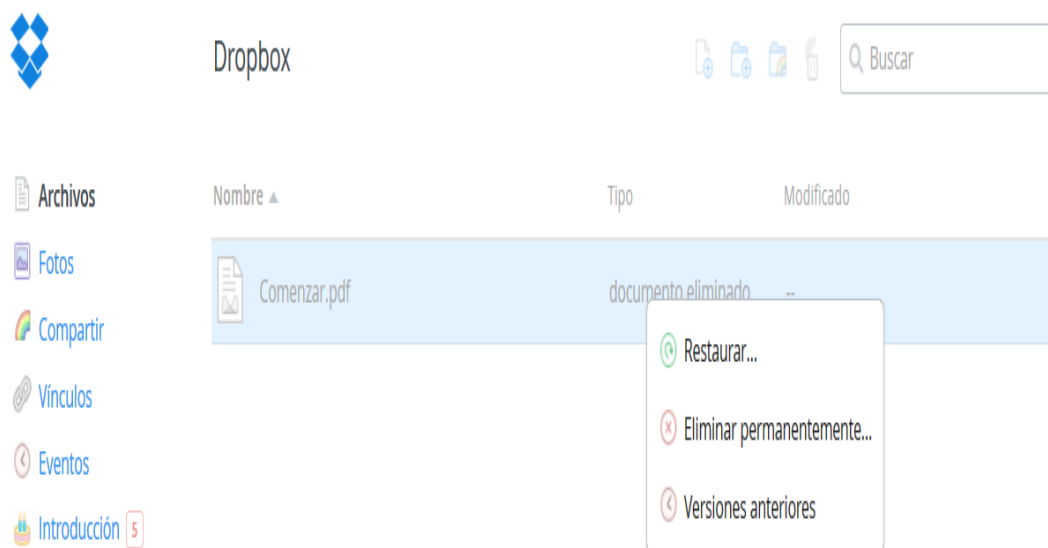 Dropbox
Buscar
Archivos
Fotos
Compartir
Vínculos
Eventos
Introducción 5
Nombre ▲ Tipo Modificado
Comenzar.pdf documento eliminado --
Restaurar...
Eliminar permanentemente...
Versiones anteriores